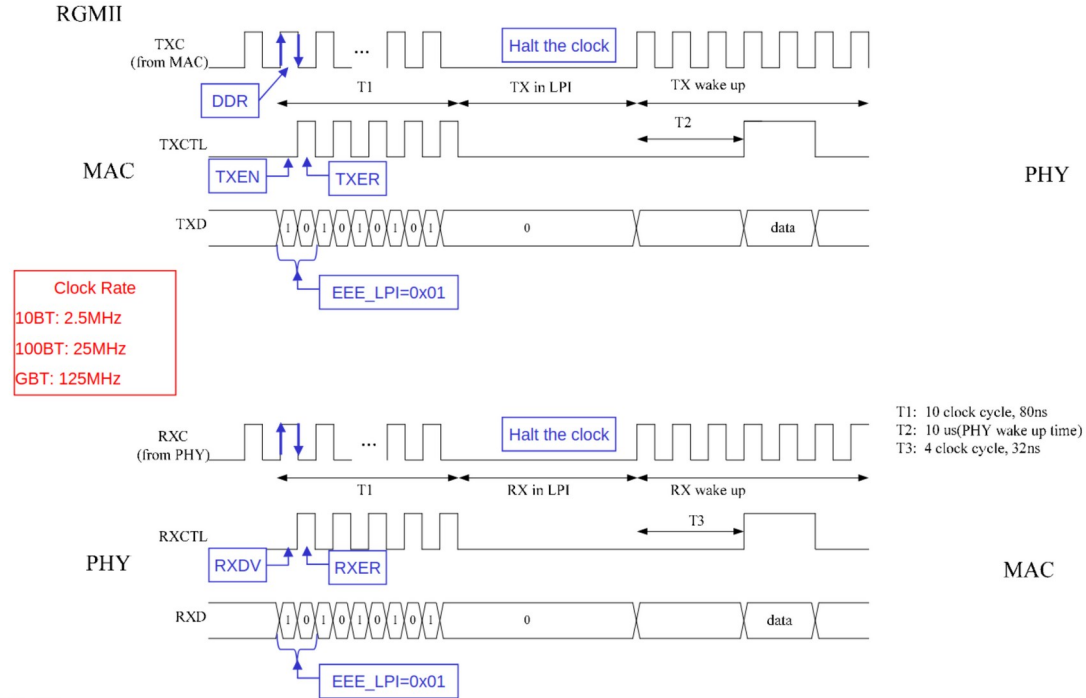 RGMII
TXC
(from MAC)
...
Halt the clock
DDR
T1
TX in LPI
TX wake up
T2
TXCTL
MAC
PHY
TXEN
TXER
TXD
1 0 1 0 1 0 1 0 1
0
data
EEE_LPI=0x01
Clock Rate
10BT: 2.5MHz
100BT: 25MHz
GBT: 125MHz
RXC
(from PHY)
...
Halt the clock
T1: 10 clock cycle, 80ns
T2: 10 us(PHY wake up time)
T3: 4 clock cycle, 32ns
T1
RX in LPI
RX wake up
T3
RXCTL
PHY
MAC
RXDV
RXER
RXD
1 0 1 0 1 0 1 0 1
0
data
EEE_LPI=0x01